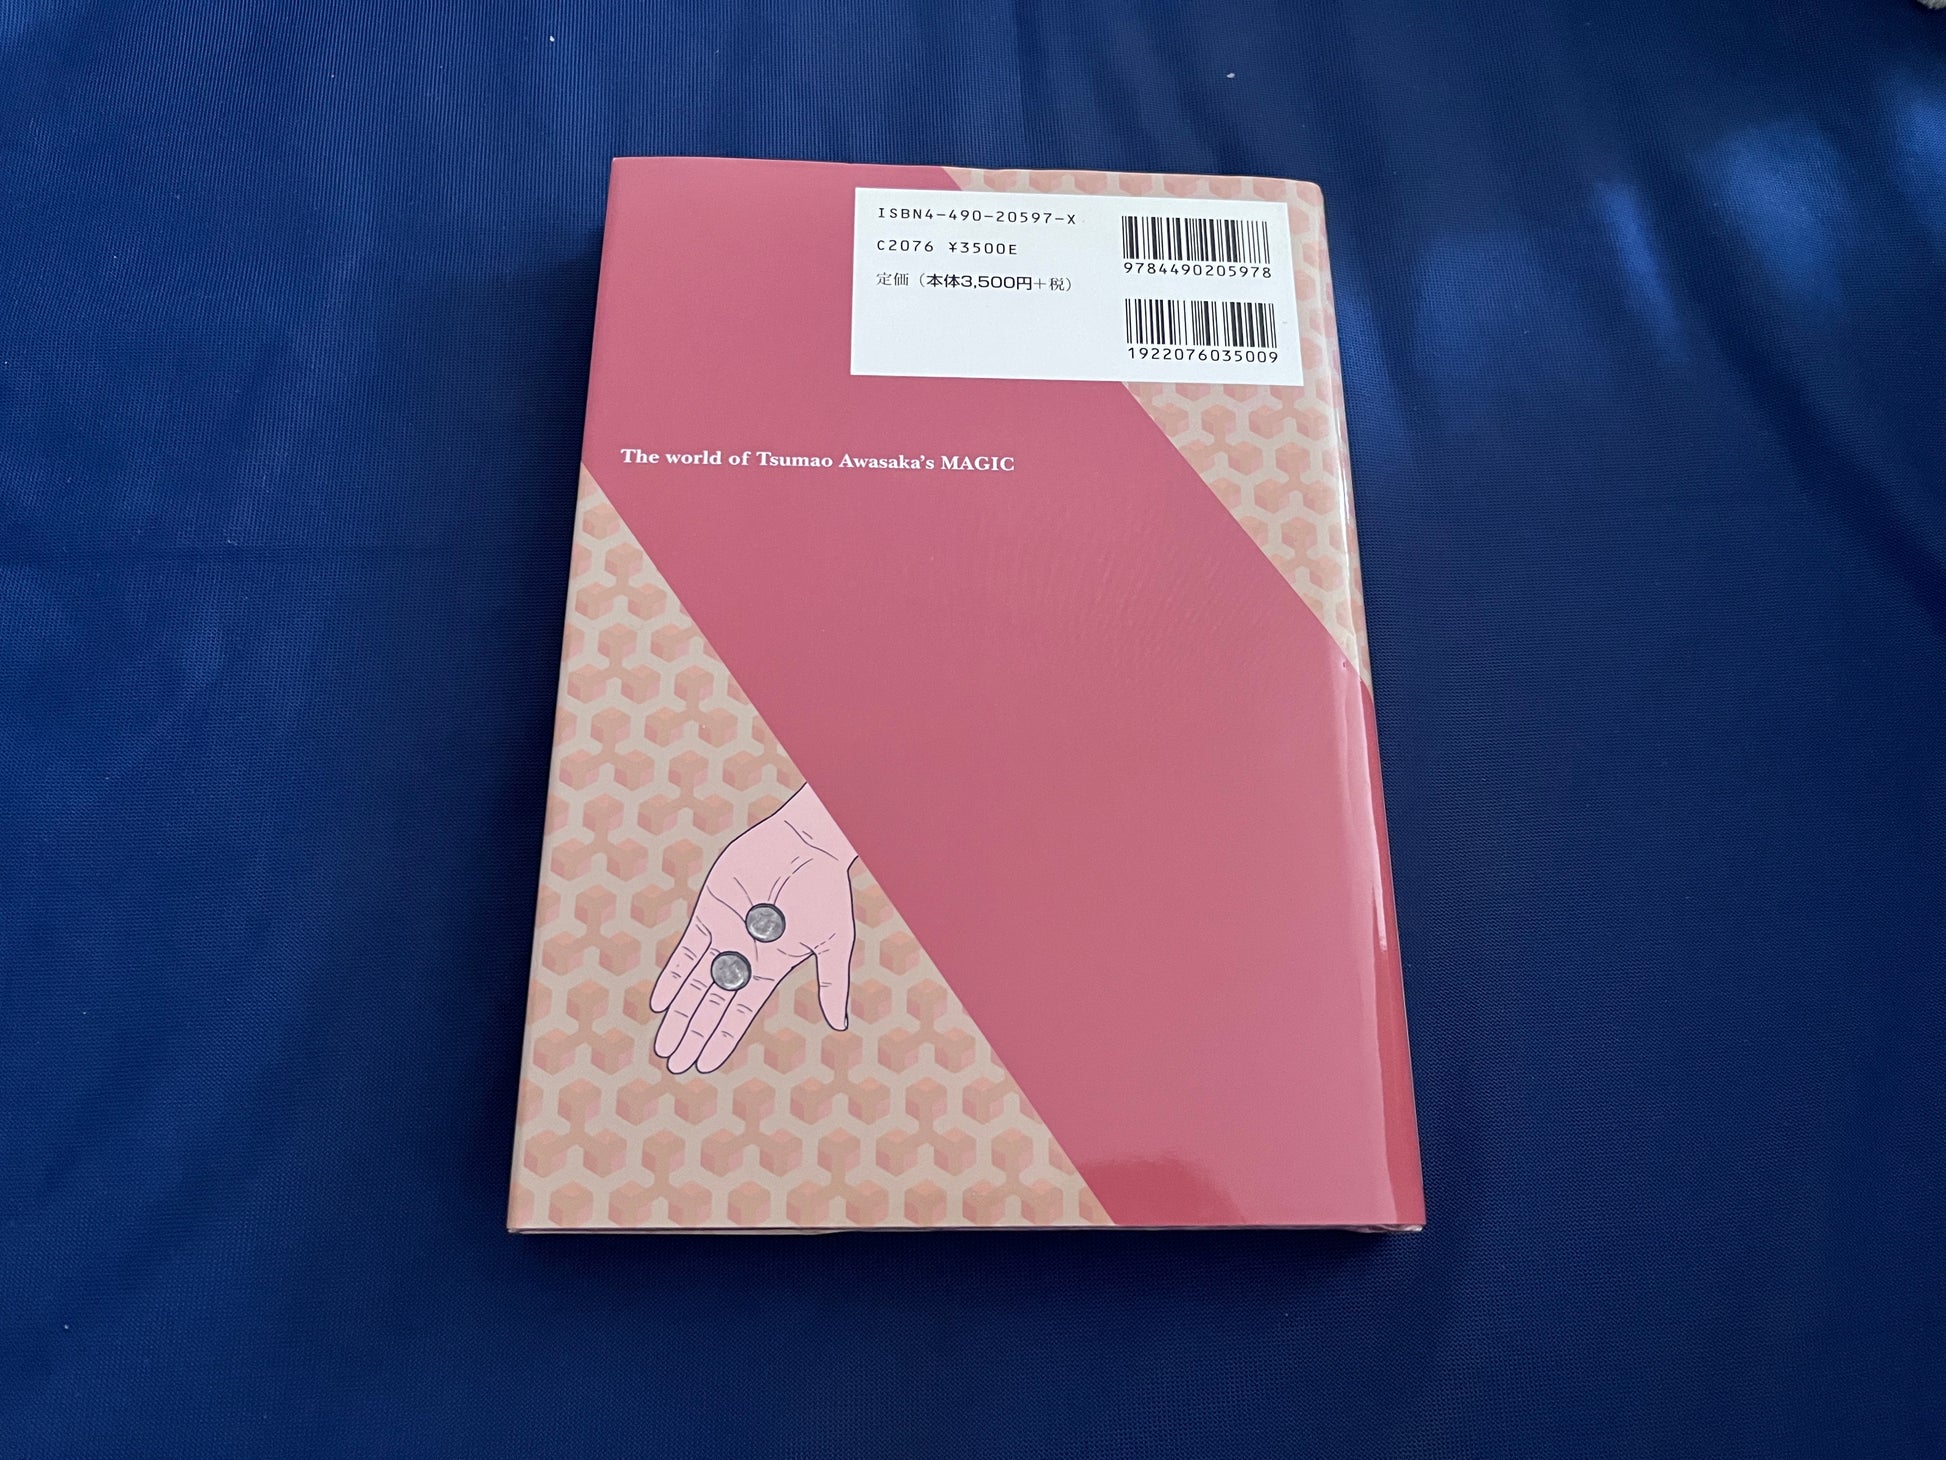 ISBN4-490-20597-X
C2076 ¥3500E
定価（本体3,500円＋税）
9784490205978
1922076035009
The world of Tsumao Awasaka's MAGIC